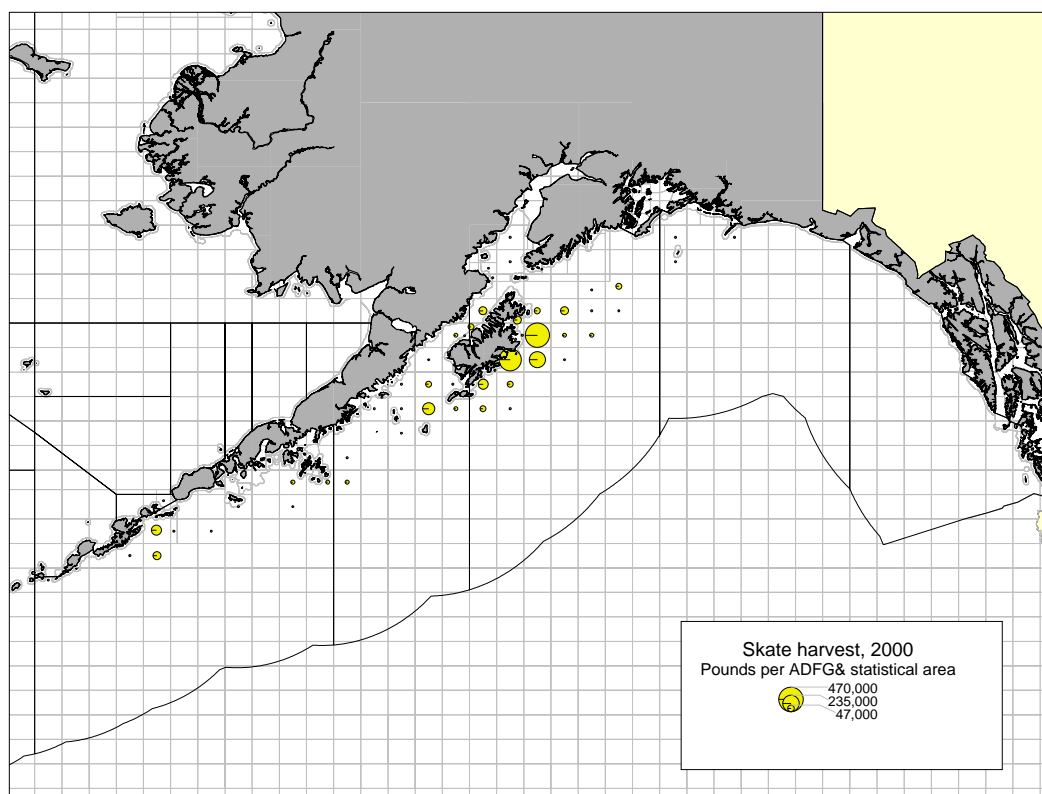 Skate harvest, 2000
Pounds per ADFG& statistical area
470,000
235,000
47,000